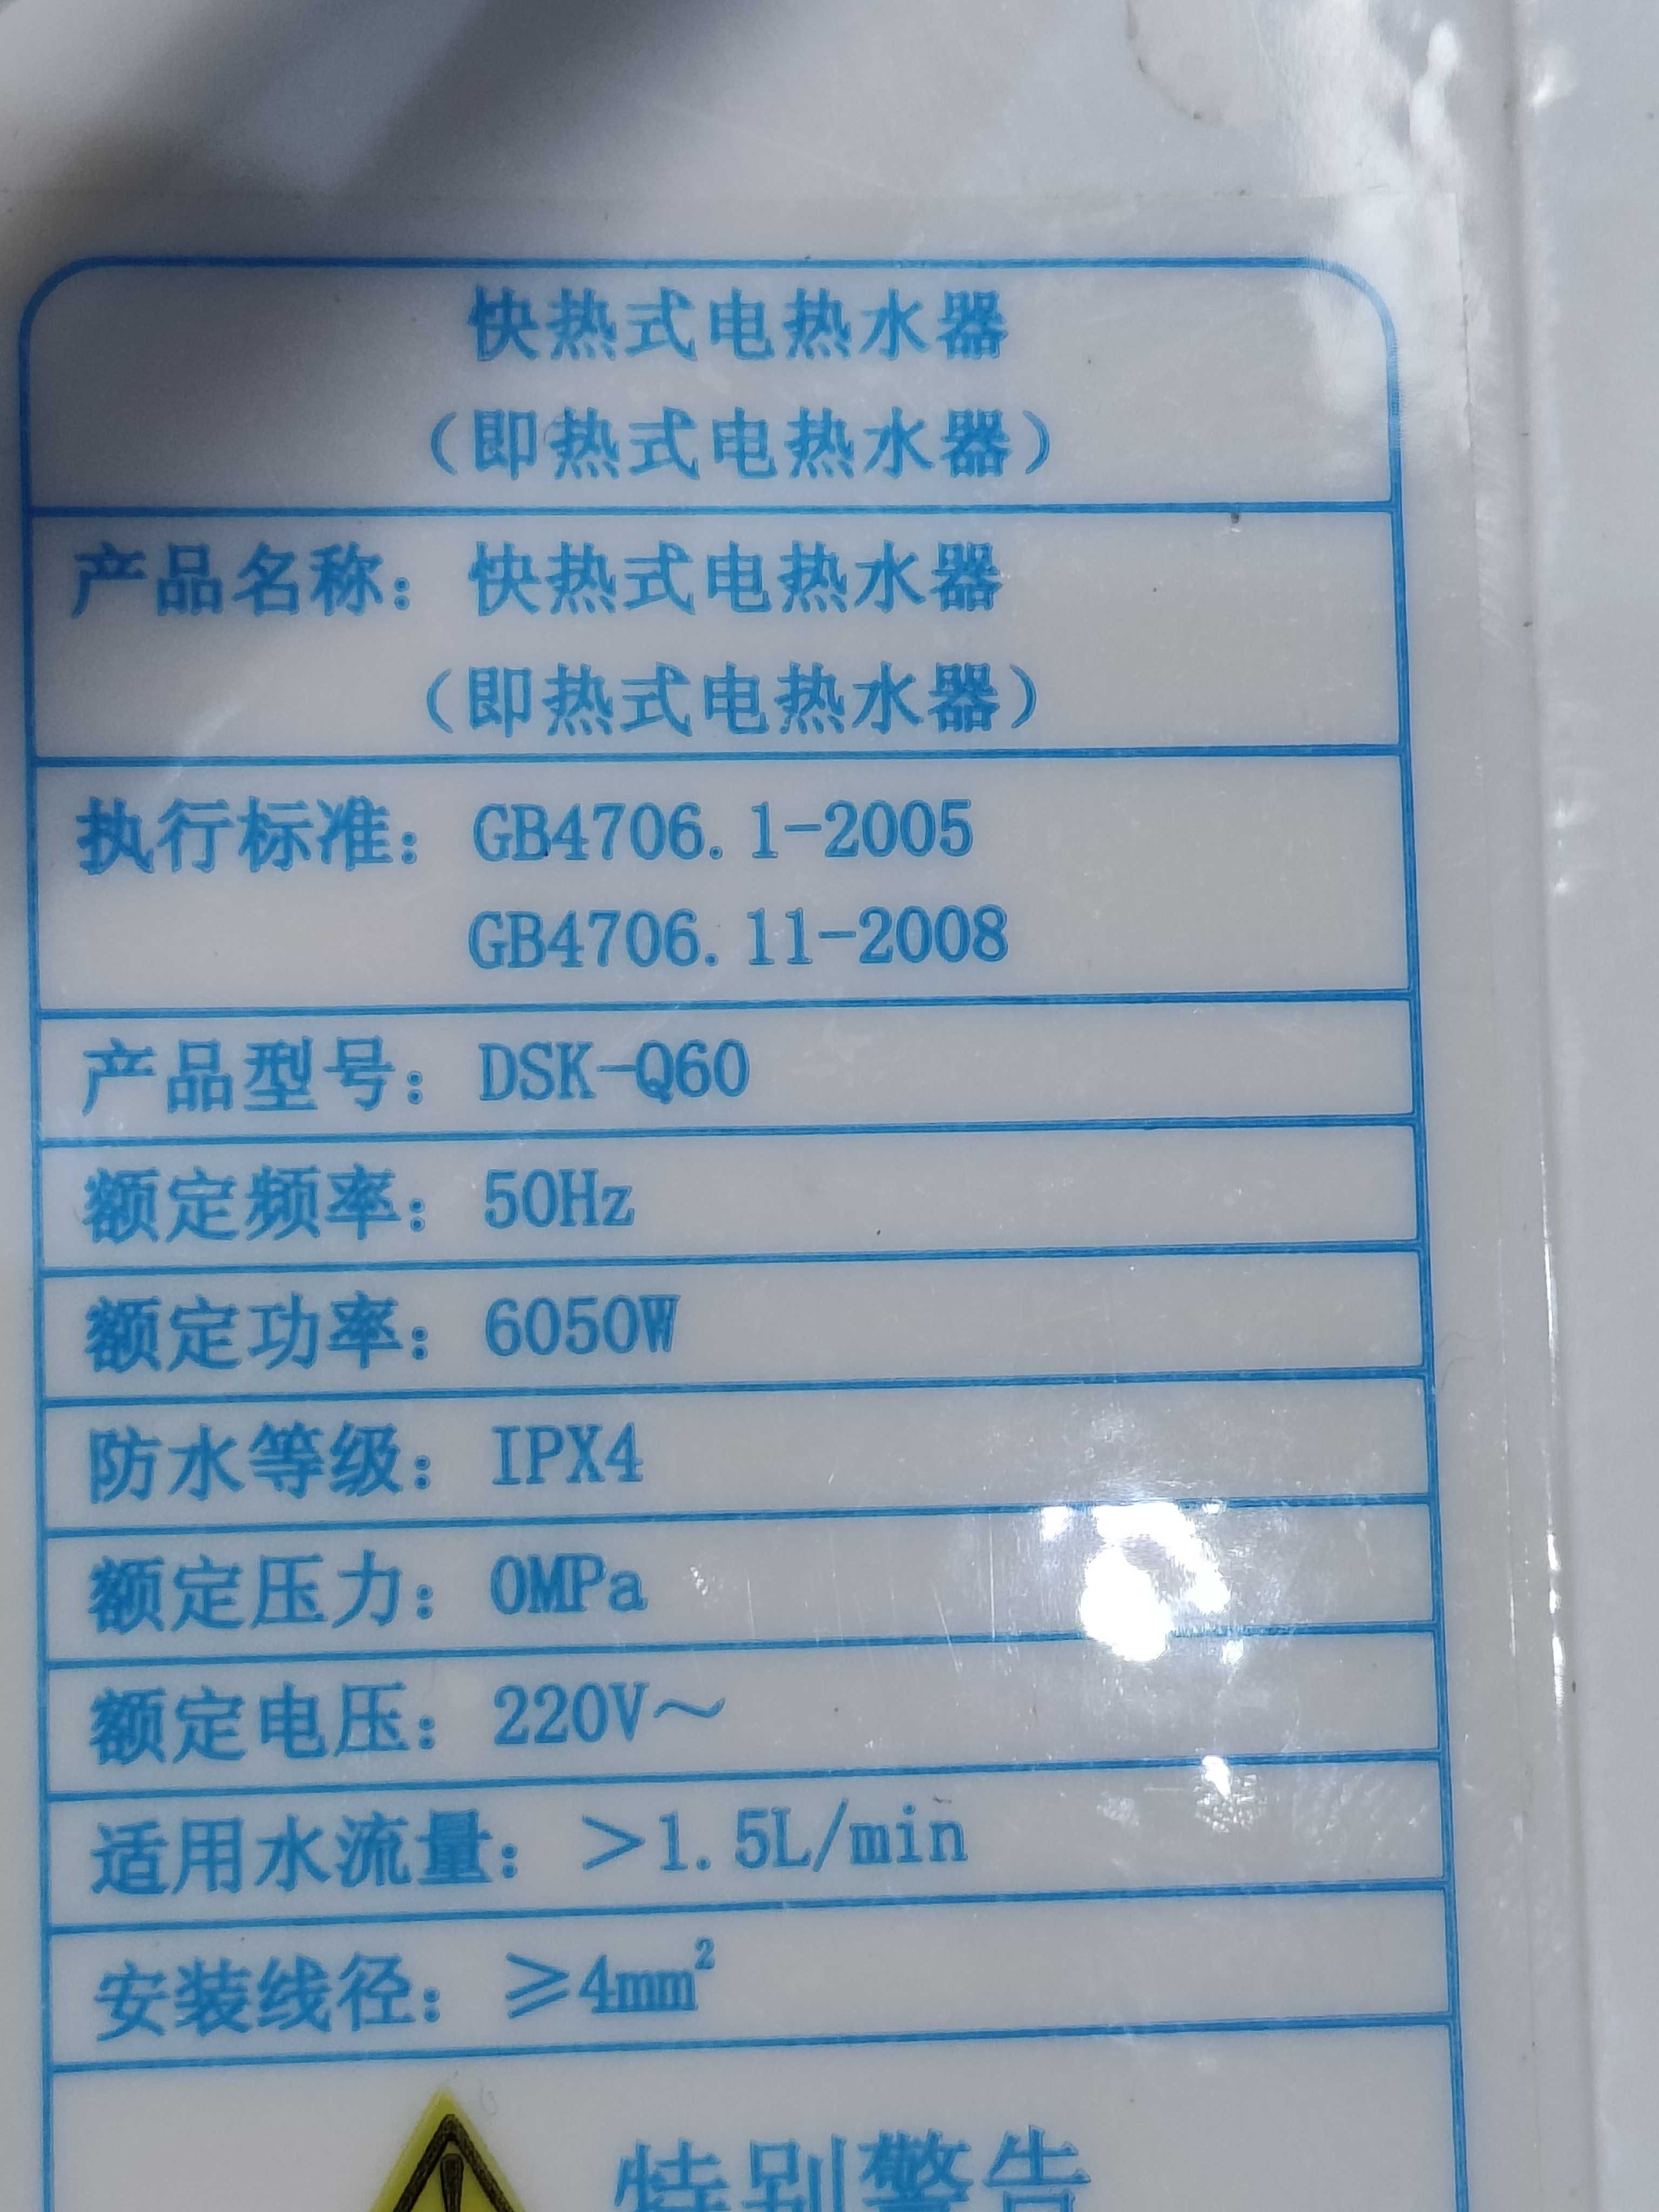 快热式电热水器
（即热式电热水器）
产品名称：快热式电热水器
（即热式电热水器）
执行标准：GB4706.1-2005
GB4706.11-2008
产品型号：DSK-Q60
额定频率：50Hz
额定功率：6050W
防水等级：IPX4
额定压力：0MPa
额定电压：220V～
适用水流量：＞1.5L/min
安装线径：≥4mm²
特别警告